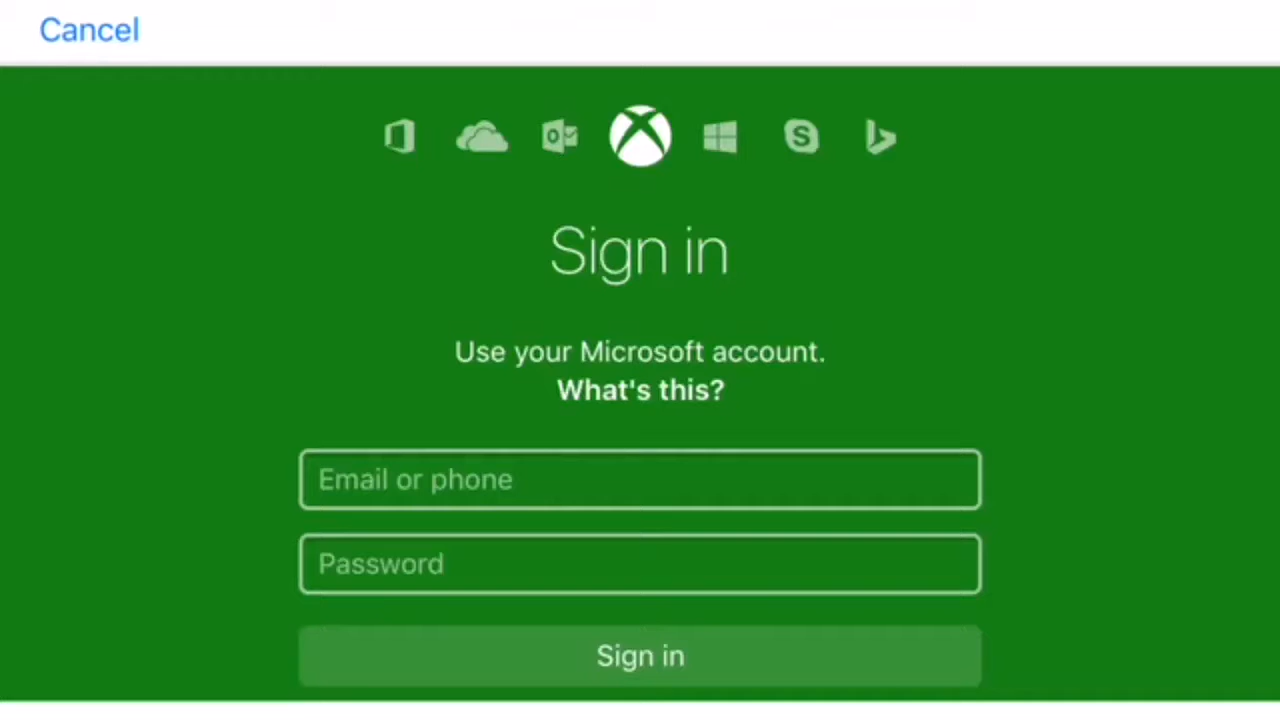 Cancel
Sign in
Use your Microsoft account.
What's this?
Email or phone
Password
Sign in